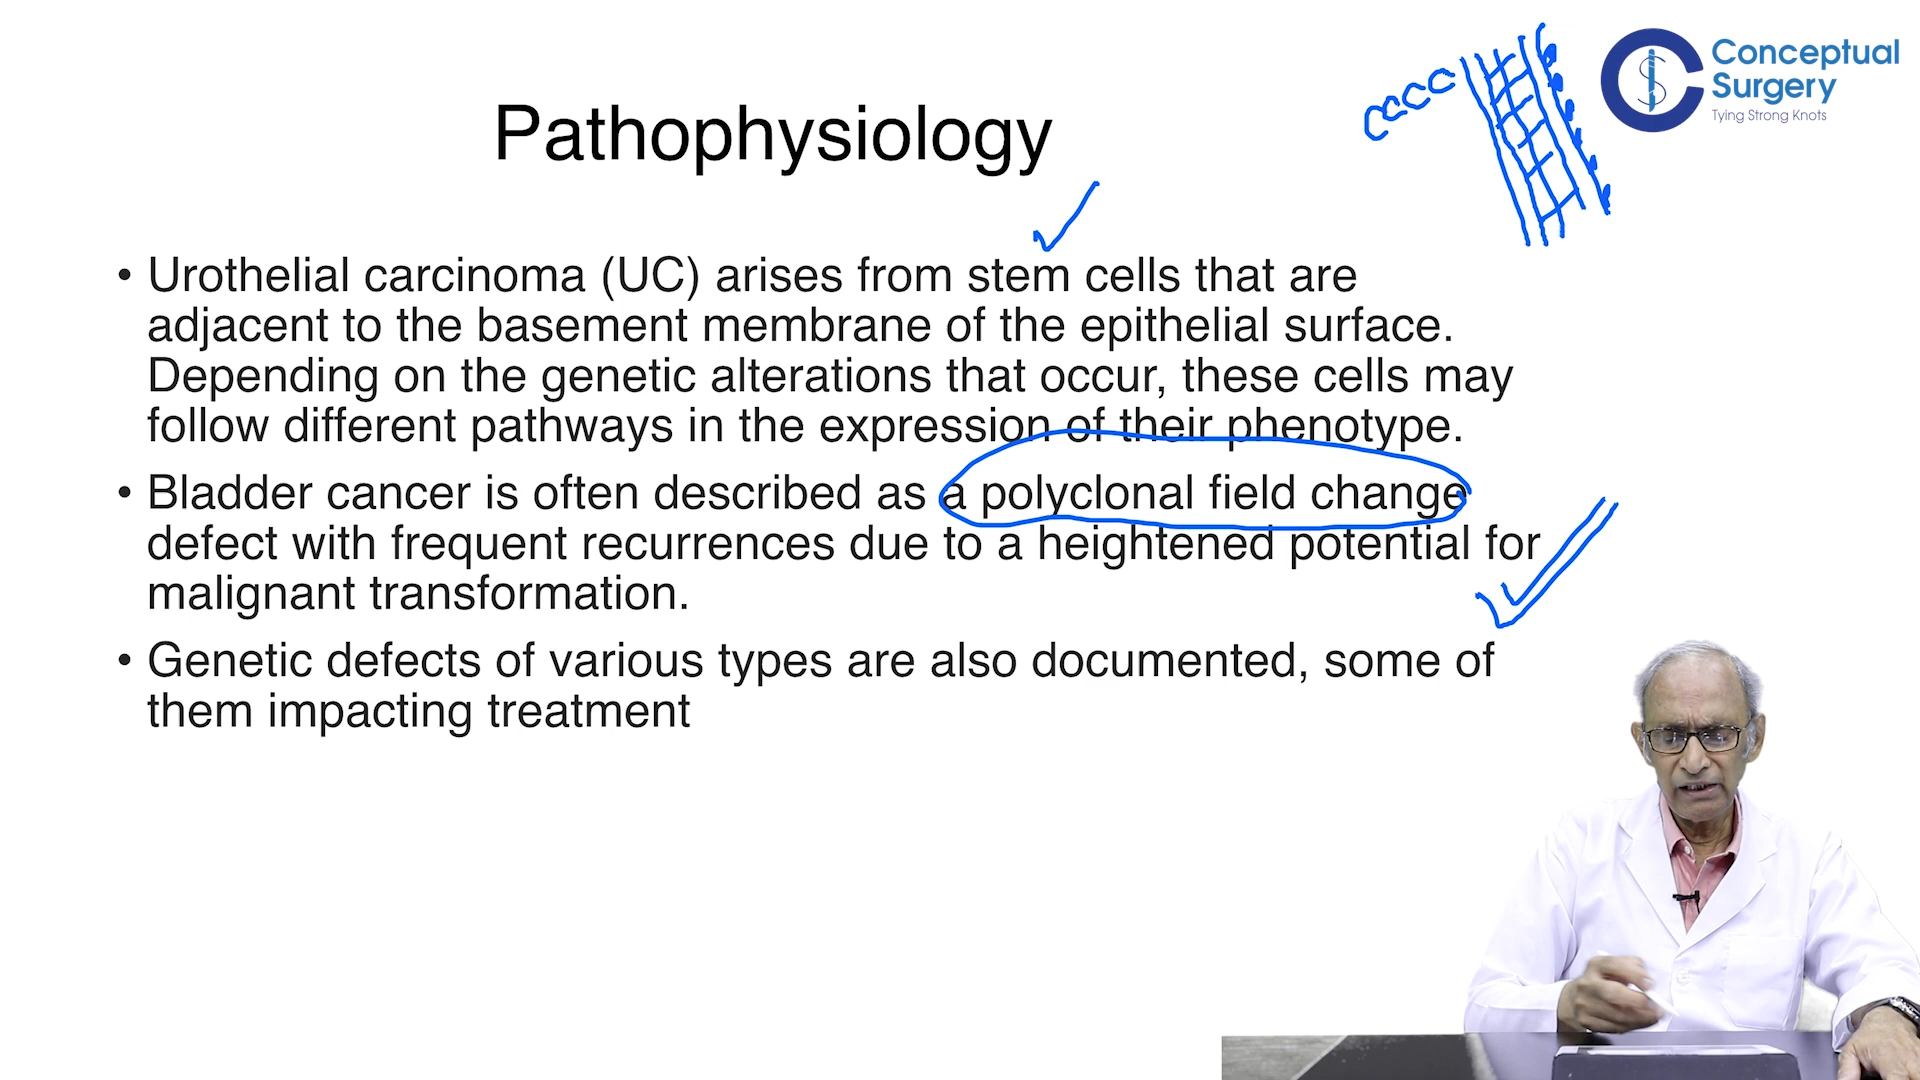 Conceptual
Surgery
Tying Strong Knots
Pathophysiology
• Urothelial carcinoma (UC) arises from stem cells that are
adjacent to the basement membrane of the epithelial surface.
Depending on the genetic alterations that occur, these cells may
follow different pathways in the expression of their phenotype.
• Bladder cancer is often described as a polyclonal field change
defect with frequent recurrences due to a heightened potential for
malignant transformation.
• Genetic defects of various types are also documented, some of
them impacting treatment